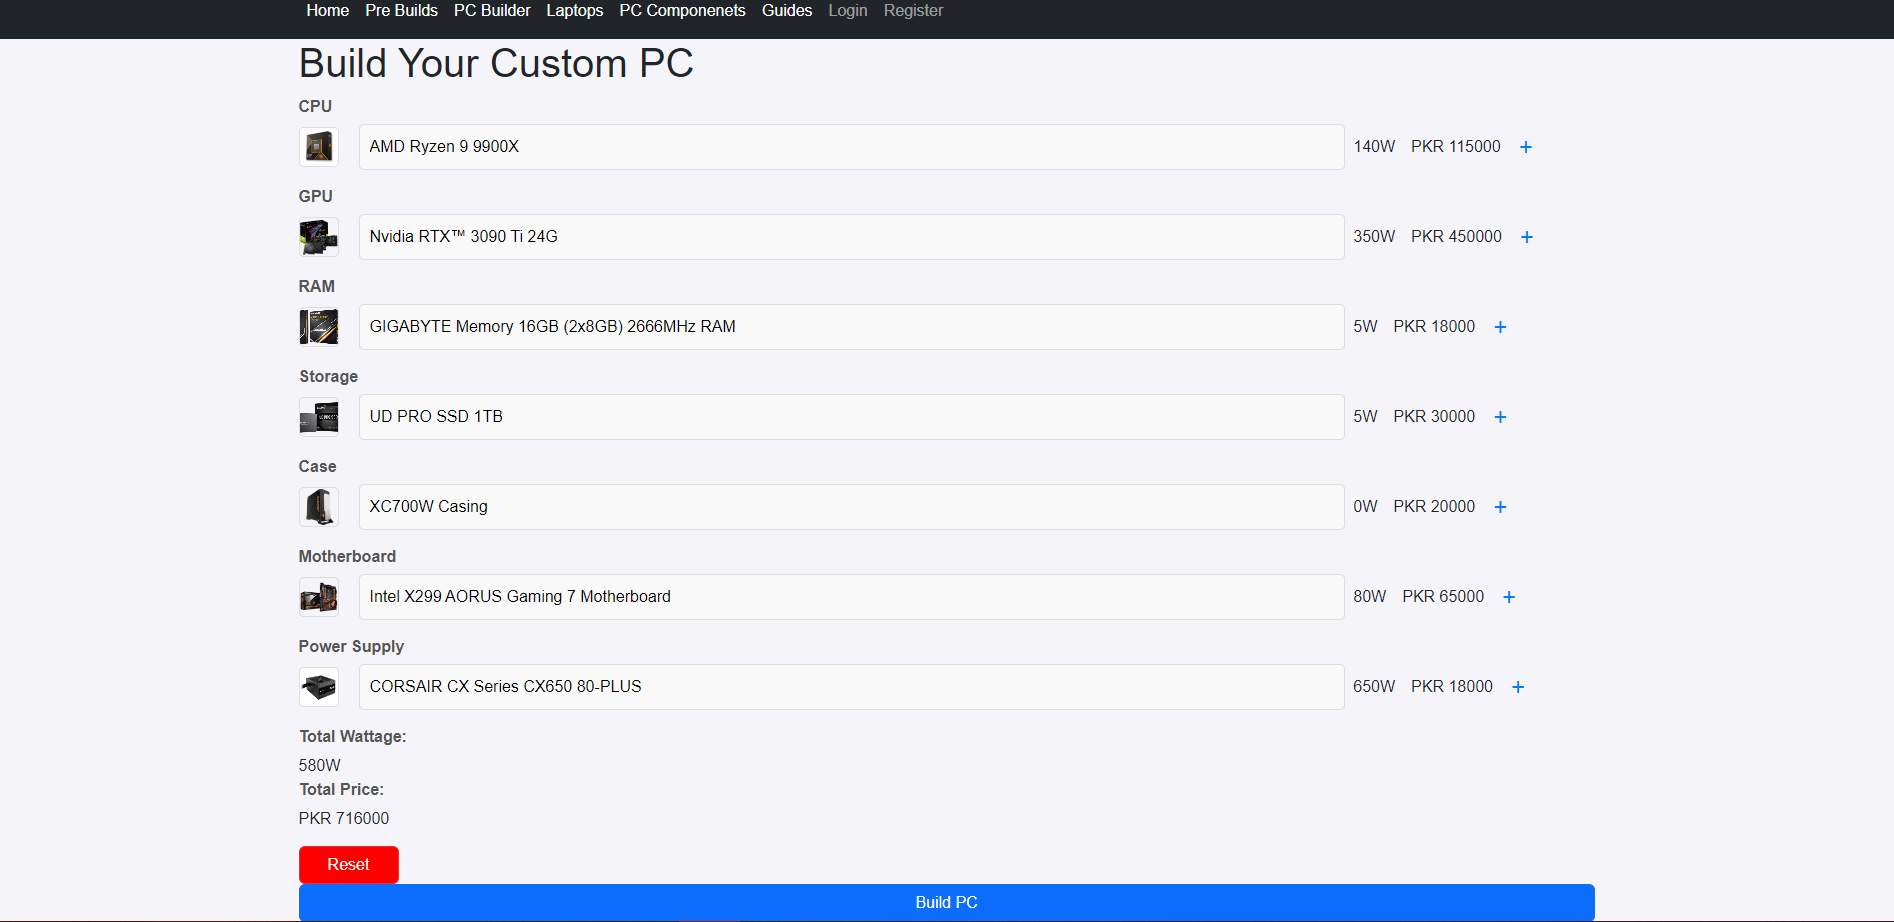 Home Pre Builds PC Builder Laptops PC Componenets Guides Login Register
Build Your Custom PC
CPU
AMD Ryzen 9 9900X 140W PKR 115000 +
GPU
Nvidia RTX™ 3090 Ti 24G 350W PKR 450000 +
RAM
GIGABYTE Memory 16GB (2x8GB) 2666MHz RAM 5W PKR 18000 +
Storage
UD PRO SSD 1TB 5W PKR 30000 +
Case
XC700W Casing 0W PKR 20000 +
Motherboard
Intel X299 AORUS Gaming 7 Motherboard 80W PKR 65000 +
Power Supply
CORSAIR CX Series CX650 80-PLUS 650W PKR 18000 +
Total Wattage:
580W
Total Price:
PKR 716000
Reset
Build PC